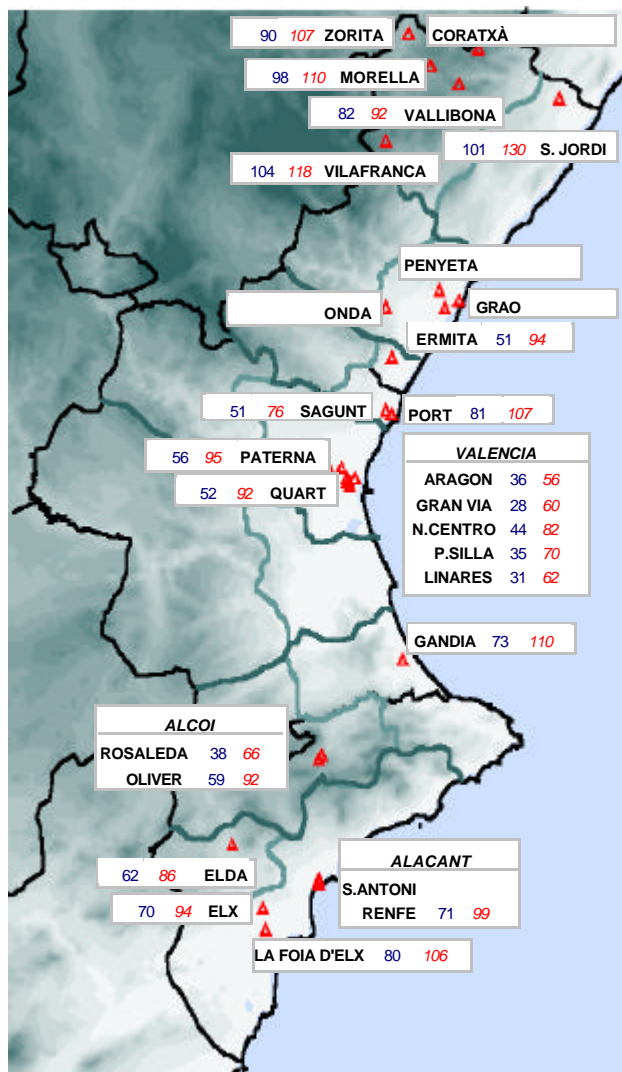 90 107 ZORITA
CORATXÀ
98 110 MORELLA
82 92 VALLIBONA
101 130 S. JORDI
104 118 VILAFRANCA
PENYETA
ONDA
GRAO
ERMITA 51 94
51 76 SAGUNT
PORT 81 107
56 95 PATERNA
52 92 QUART
VALENCIA
ARAGON 36 56
GRAN VIA 28 60
N.CENTRO 44 82
P.SILLA 35 70
LINARES 31 62
GANDIA 73 110
ALCOI
ROSALEDA 38 66
OLIVER 59 92
62 86 ELDA
70 94 ELX
ALACANT
S.ANTONI
RENFE 71 99
LA FOIA D'ELX 80 106